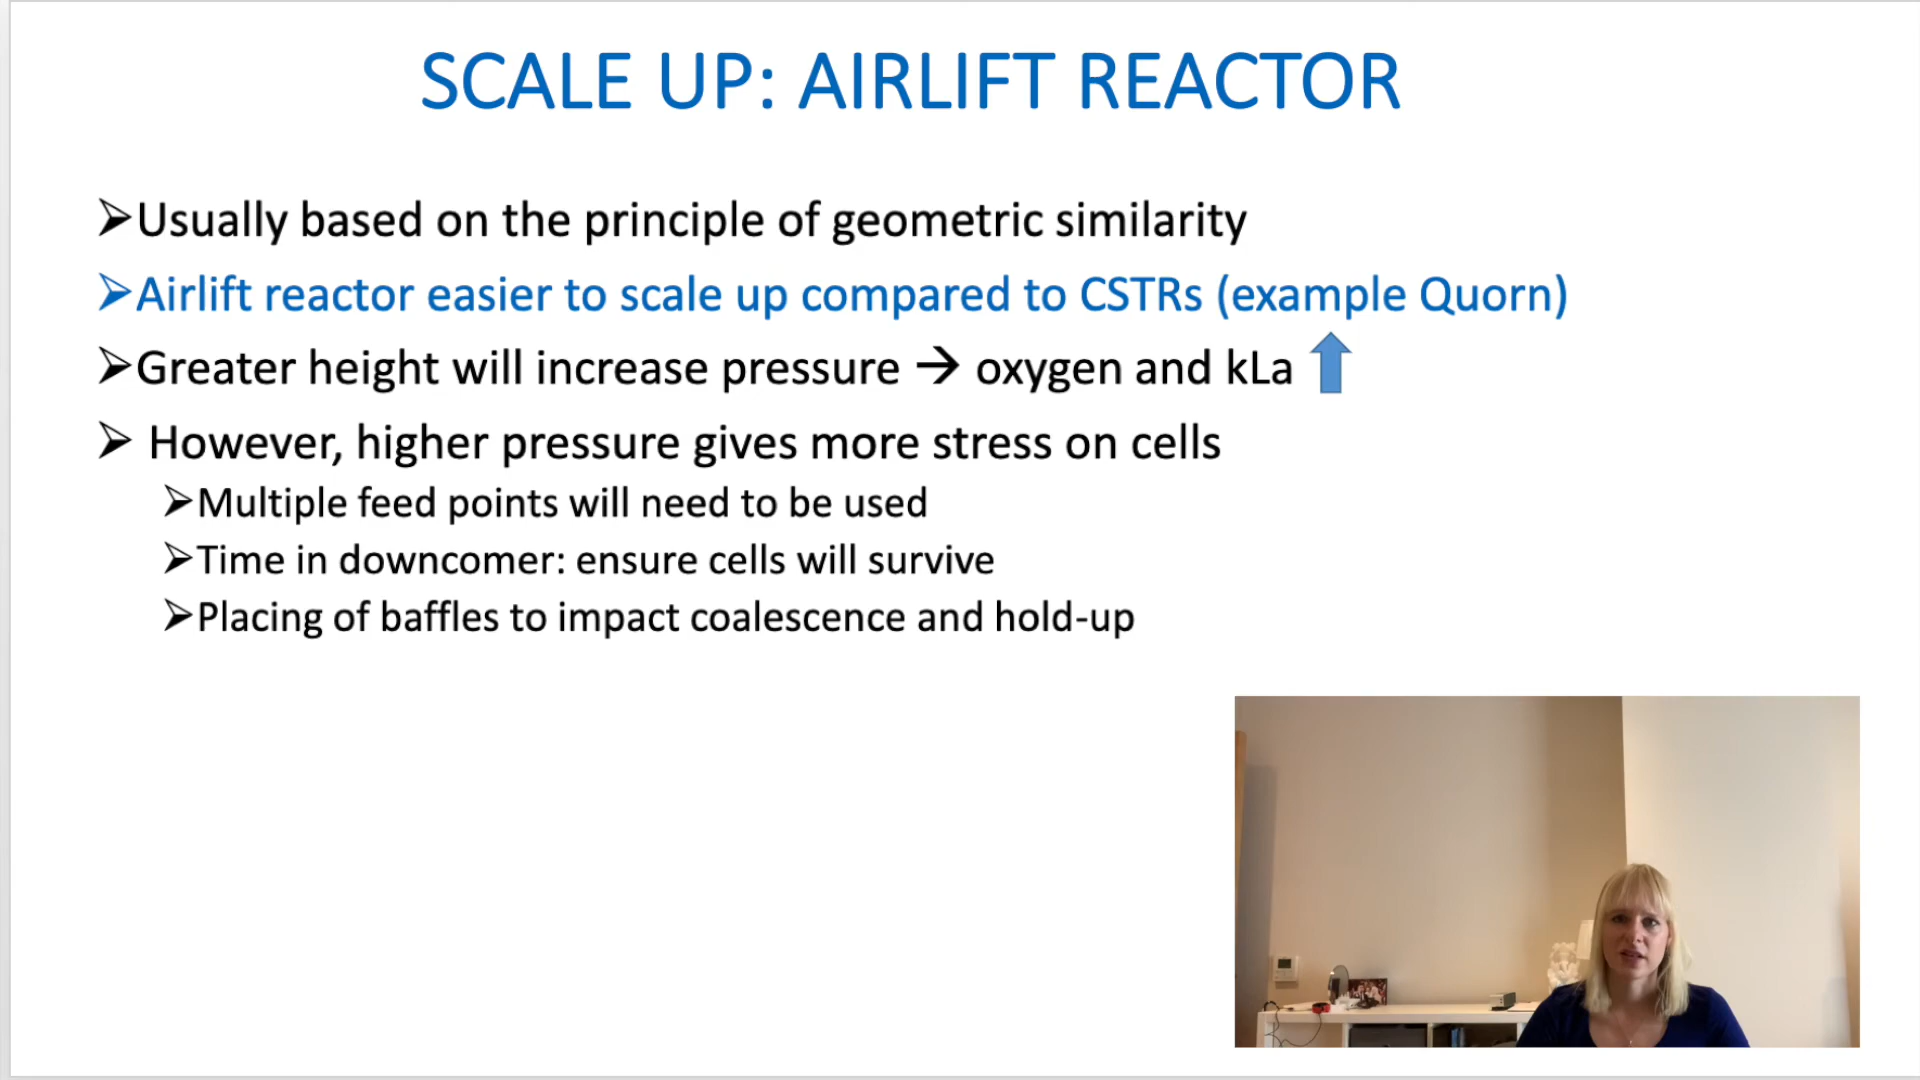 SCALE UP: AIRLIFT REACTOR
➢Usually based on the principle of geometric similarity
➢Airlift reactor easier to scale up compared to CSTRs (example Quorn)
➢Greater height will increase pressure → oxygen and kLa
➢ However, higher pressure gives more stress on cells
➢Multiple feed points will need to be used
➢Time in downcomer: ensure cells will survive
➢Placing of baffles to impact coalescence and hold-up